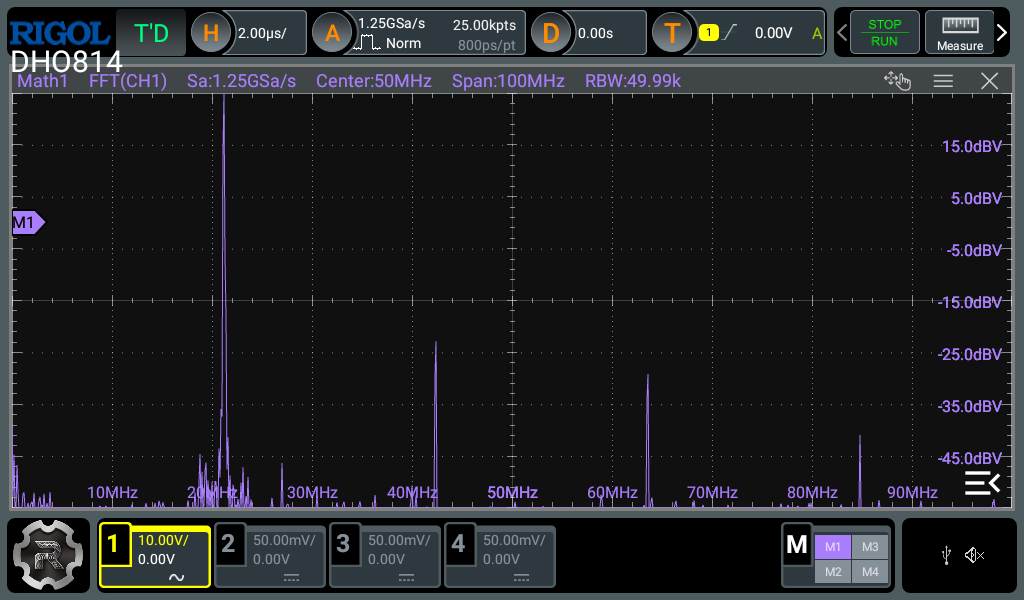 RIGOL T'D H 2.00µs/ A 1.25GSa/s 25.00kpts D 0.00s T 1 0.00V A STOP
Norm 800ps/pt RUN Measure
DHO814
Math1 FFT(CH1) Sa:1.25GSa/s Center:50MHz Span:100MHz RBW:49.99k
15.0dBV
5.0dBV
M1
-5.0dBV
-15.0dBV
-25.0dBV
-35.0dBV
-45.0dBV
10MHz 20MHz 30MHz 40MHz 50MHz 60MHz 70MHz 80MHz 90MHz
1 10.00V/ 2 50.00mV/ 3 50.00mV/ 4 50.00mV/ M M1 M3
0.00V 0.00V 0.00V 0.00V M2 M4
R